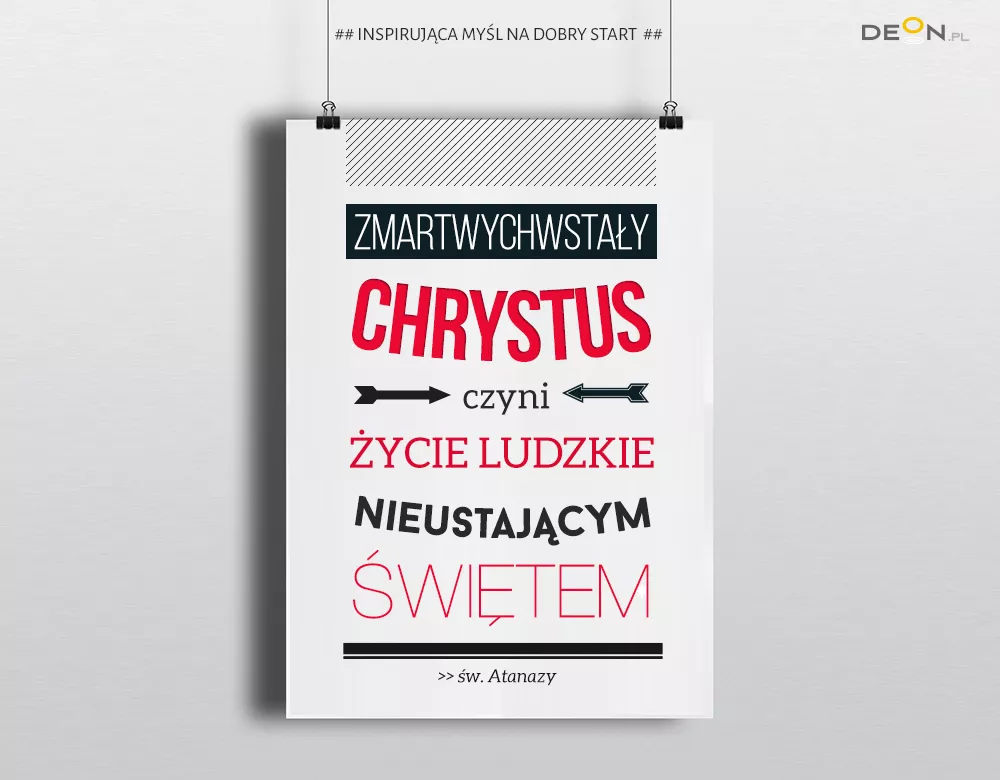 ## INSPIRUJĄCA MYŚL NA DOBRY START ##
DEON.PL
ZMARTWYCHWSTAŁY
CHRYSTUS
czyni
ŻYCIE LUDZKIE
NIEUSTAJĄCYM
ŚWIĘTEM
>> św. Atanazy